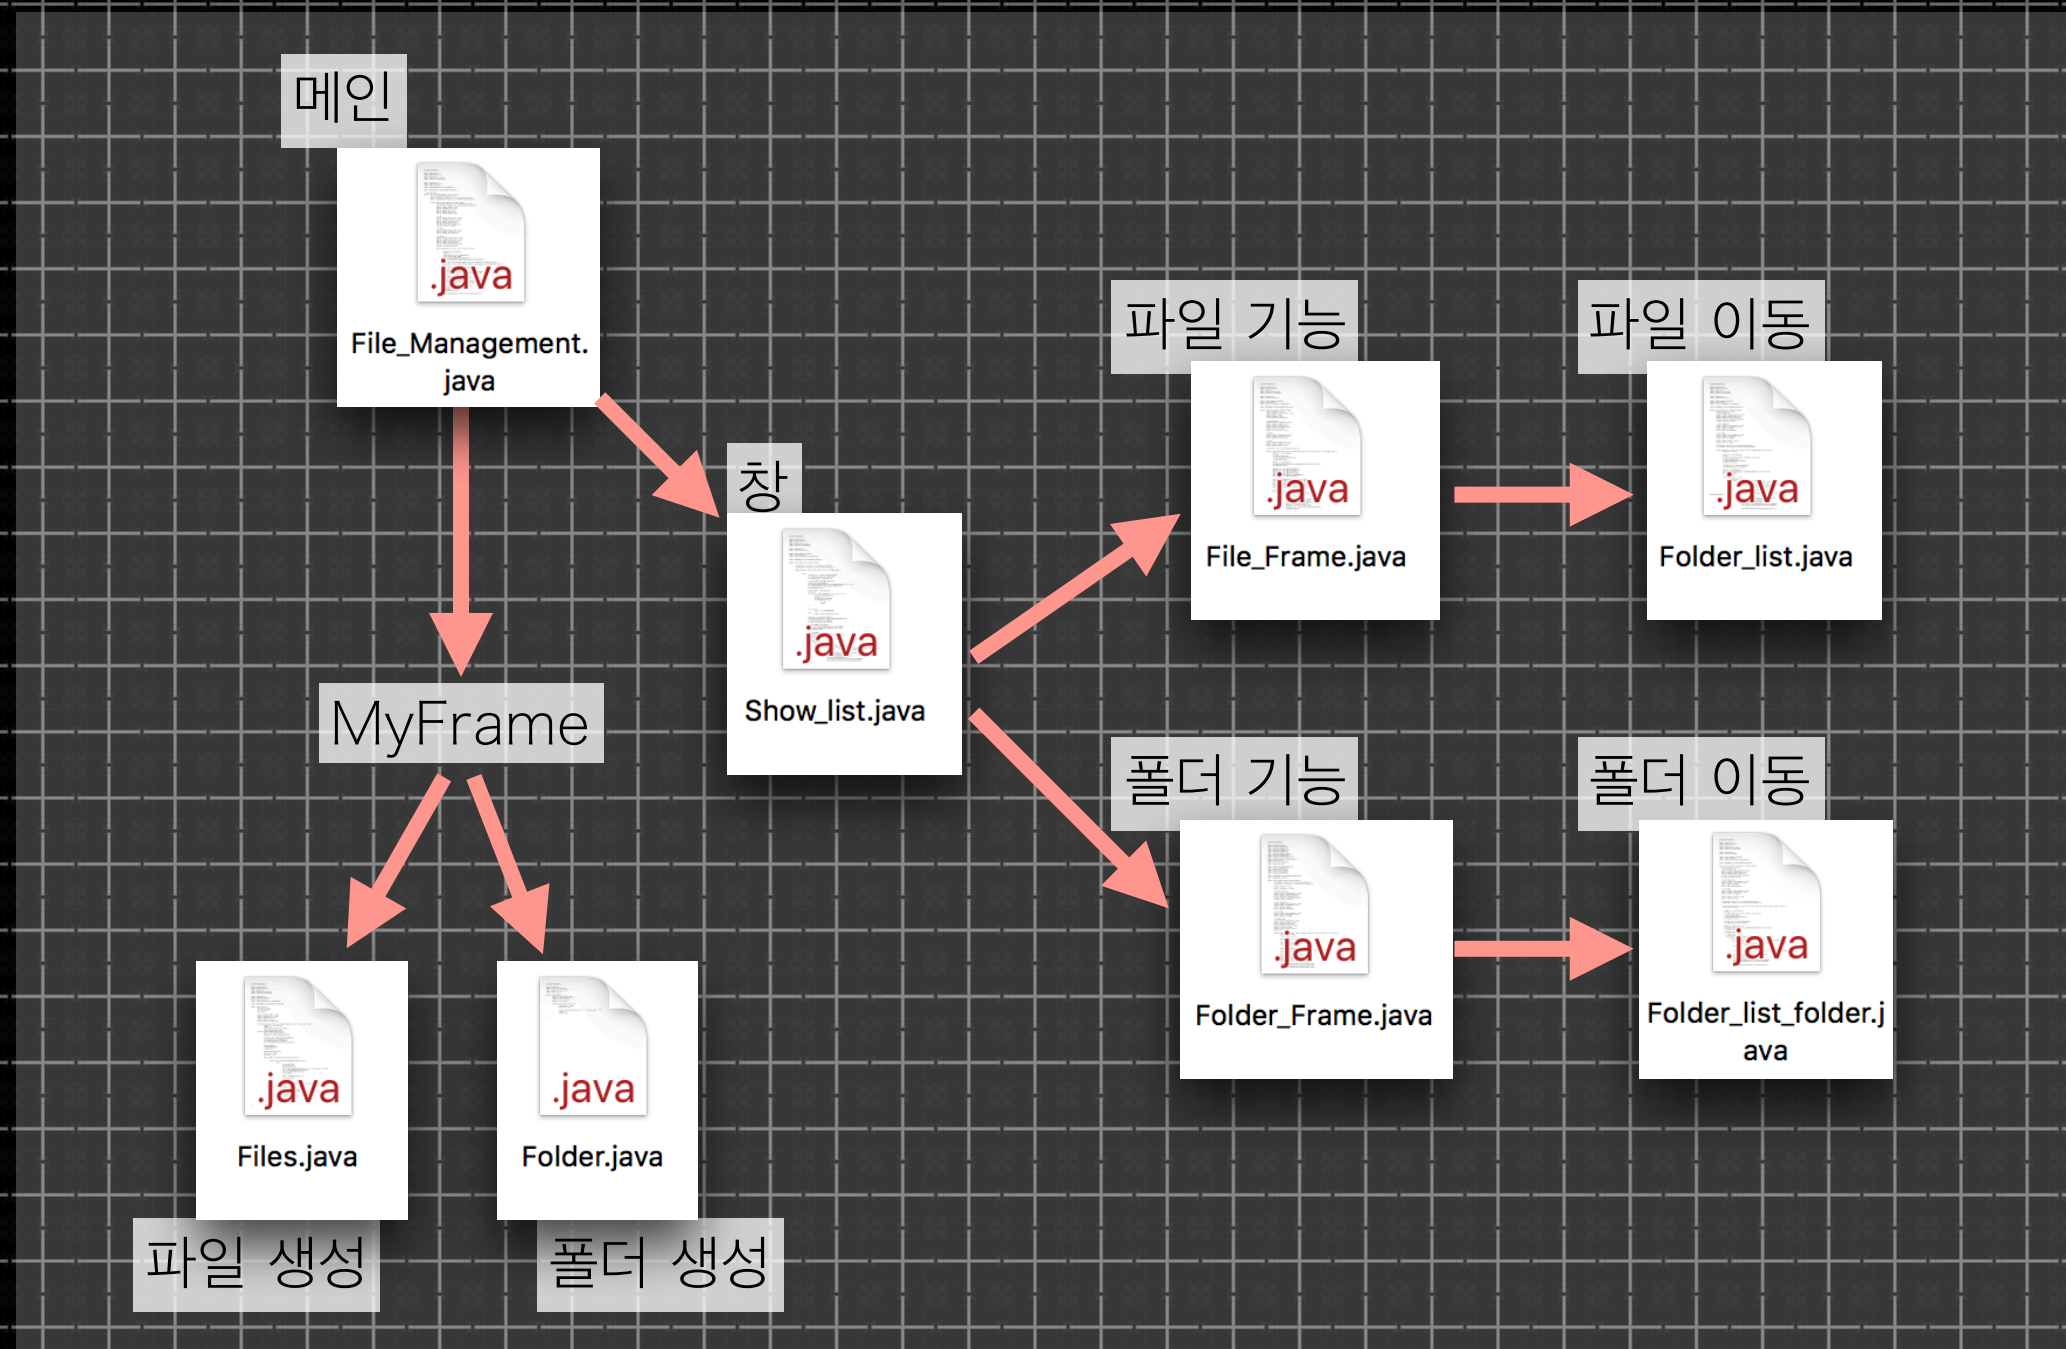 메인
.java
File_Management.
java
창
.java
Show_list.java
파일 기능
.java
File_Frame.java
파일 이동
.java
Folder_list.java
MyFrame
폴더 기능
.java
Folder_Frame.java
폴더 이동
.java
Folder_list_folder.j
ava
.java
Files.java
파일 생성
.java
Folder.java
폴더 생성